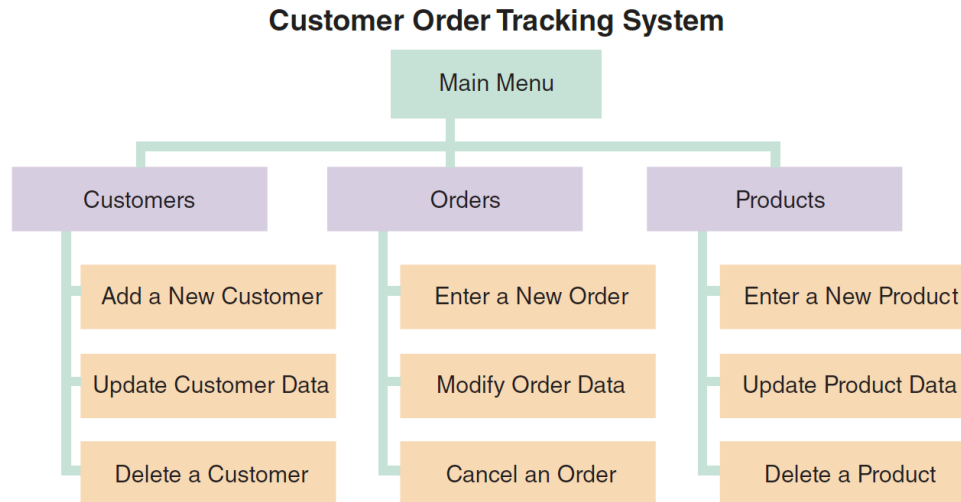 Customer Order Tracking System
Main Menu
Customers
Orders
Products
Add a New Customer
Enter a New Order
Enter a New Product
Update Customer Data
Modify Order Data
Update Product Data
Delete a Customer
Cancel an Order
Delete a Product